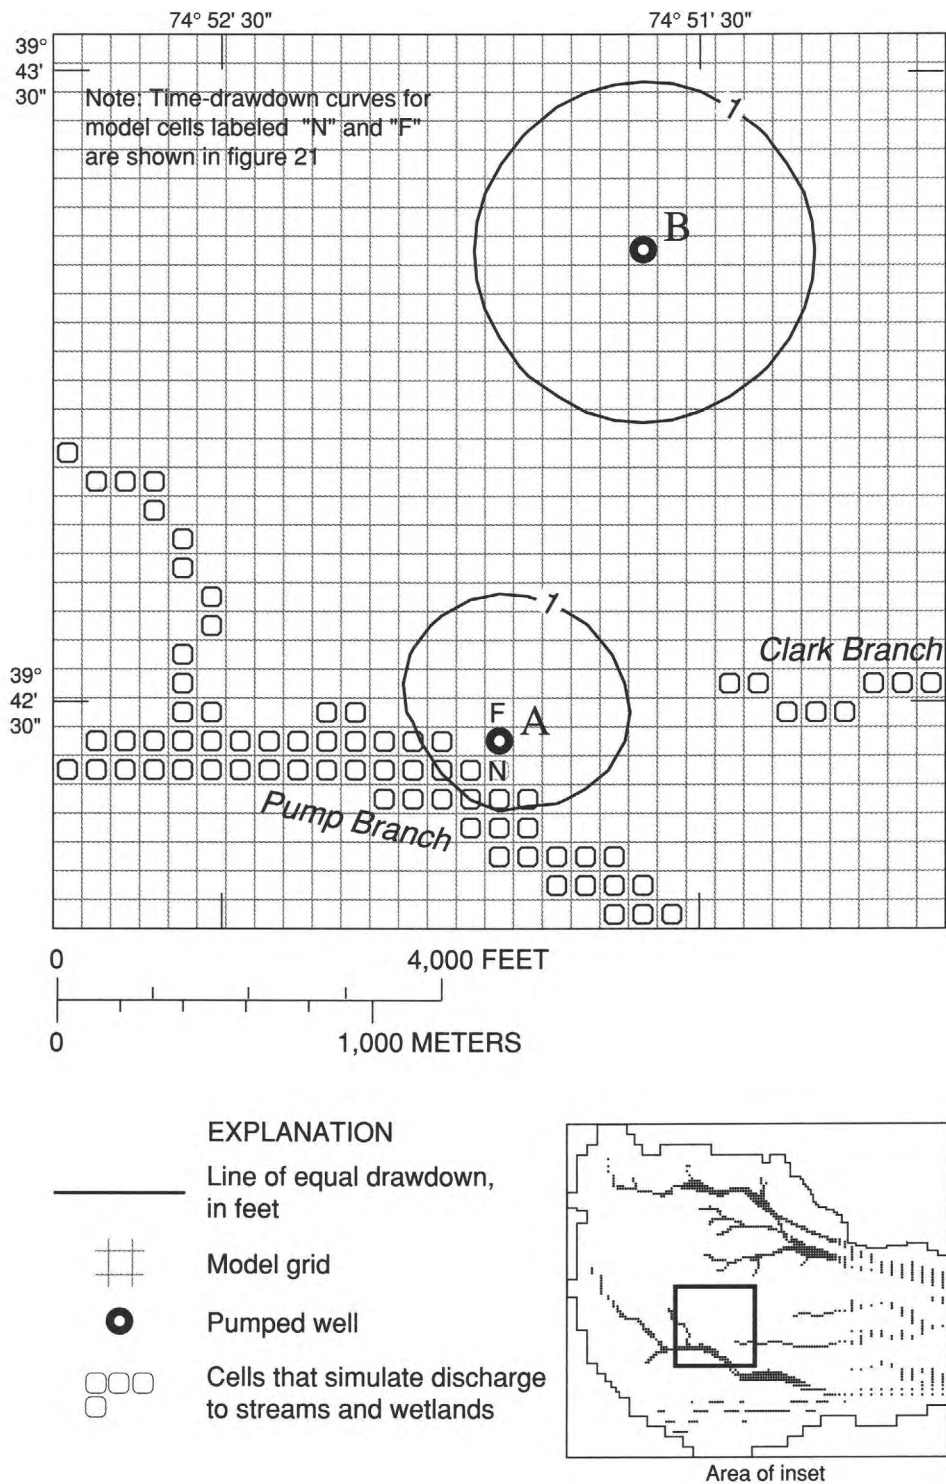 74° 52' 30"
74° 51' 30"
39°
43'
30"
Note: Time-drawdown curves for
model cells labeled "N" and "F"
are shown in figure 21
1
B
1
Clark Branch
39°
42'
30"
F
A
N
Pump Branch
0
4,000 FEET
0
1,000 METERS
EXPLANATION
Line of equal drawdown,
in feet
Model grid
Pumped well
Cells that simulate discharge
to streams and wetlands
Area of inset